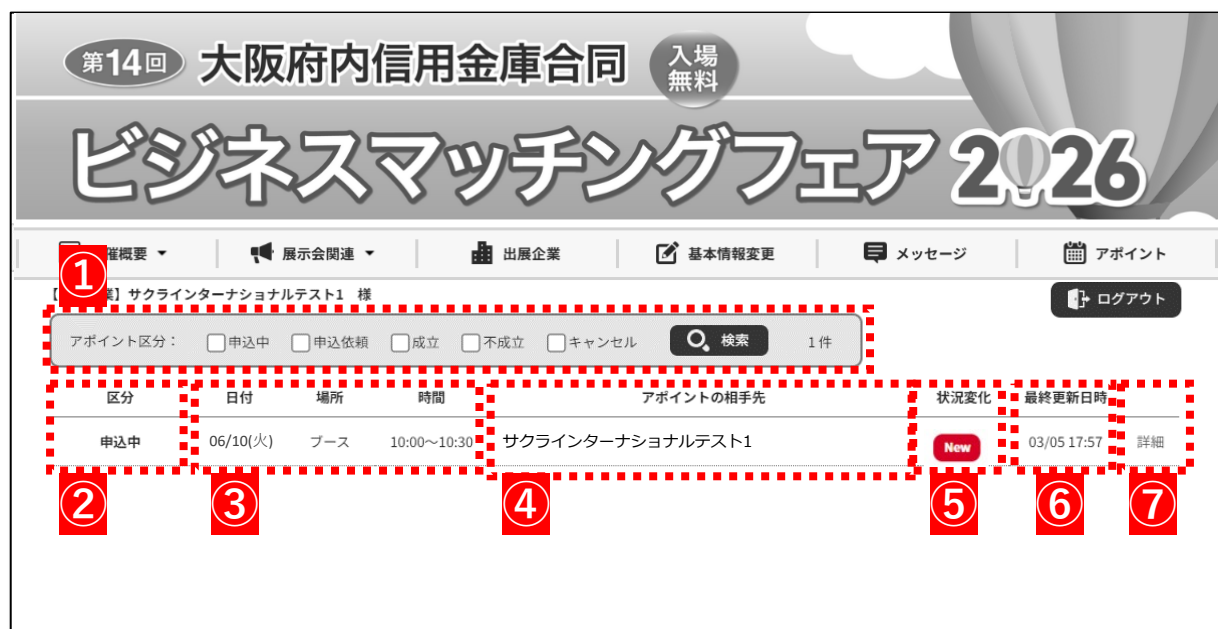 第14回 大阪府内信用金庫合同 入場無料
ビジネスマッチングフェア 2026
催概要 展示会関連 出展企業 基本情報変更 メッセージ アポイント
①
【 業】サクラインターナショナルテスト1 様 ログアウト
アポイント区分： 申込中 申込依頼 成立 不成立 キャンセル 検索 1件
区分 日付 場所 時間 アポイントの相手先 状況変化 最終更新日時
申込中 06/10(火) ブース 10:00〜10:30 サクラインターナショナルテスト1 New 03/05 17:57 詳細
② ③ ④ ⑤ ⑥ ⑦